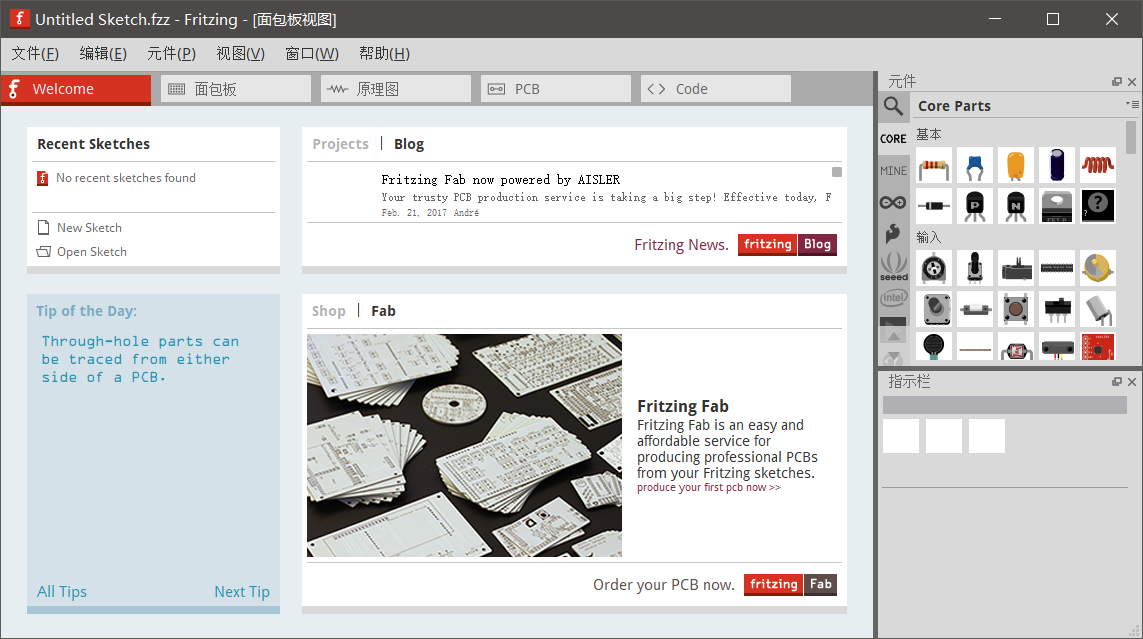 Untitled Sketch.fzz - Fritzing - [面包板视图]
文件(F) 编辑(E) 元件(P) 视图(V) 窗口(W) 帮助(H)
Welcome
面包板
原理图
PCB
Code
Recent Sketches
No recent sketches found
New Sketch
Open Sketch
Projects | Blog
Fritzing Fab now powered by AISLER
Your trusty PCB production service is taking a big step! Effective today, F
Feb. 21, 2017 André
Fritzing News. fritzing Blog
Tip of the Day:
Through-hole parts can
be traced from either
side of a PCB.
All Tips
Next Tip
Shop | Fab
Fritzing Fab
Fritzing Fab is an easy and
affordable service for
producing professional PCBs
from your Fritzing sketches.
produce your first pcb now >>
Order your PCB now. fritzing Fab
元件
Core Parts
CORE
MINE
seeed
intel
基本
P
N
?
?
输入
指示栏